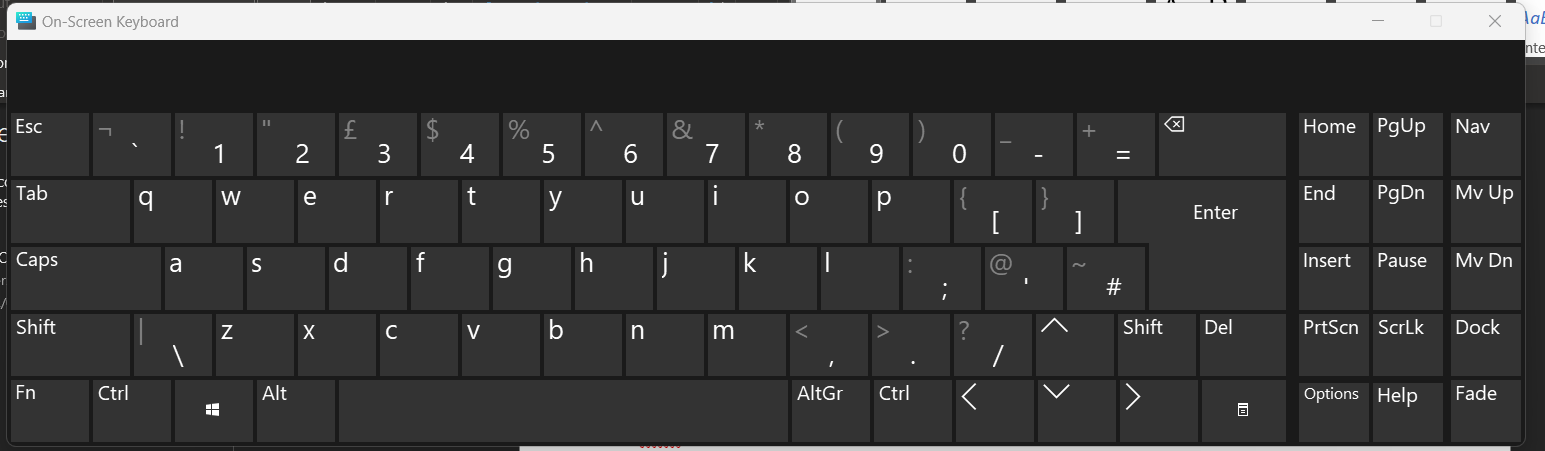 On-Screen Keyboard
Esc ¬ ` ! 1 " 2 £ 3 $ 4 % 5 ^ 6 & 7 * 8 ( 9 ) 0 _ - + = Home PgUp Nav
Tab q w e r t y u i o p { [ } ] Enter End PgDn Mv Up
Caps a s d f g h j k l : ; @ ' ~ # Insert Pause Mv Dn
Shift | \ z x c v b n m < , > . ? / Shift Del PrtScn ScrLk Dock
Fn Ctrl Alt AltGr Ctrl Options Help Fade